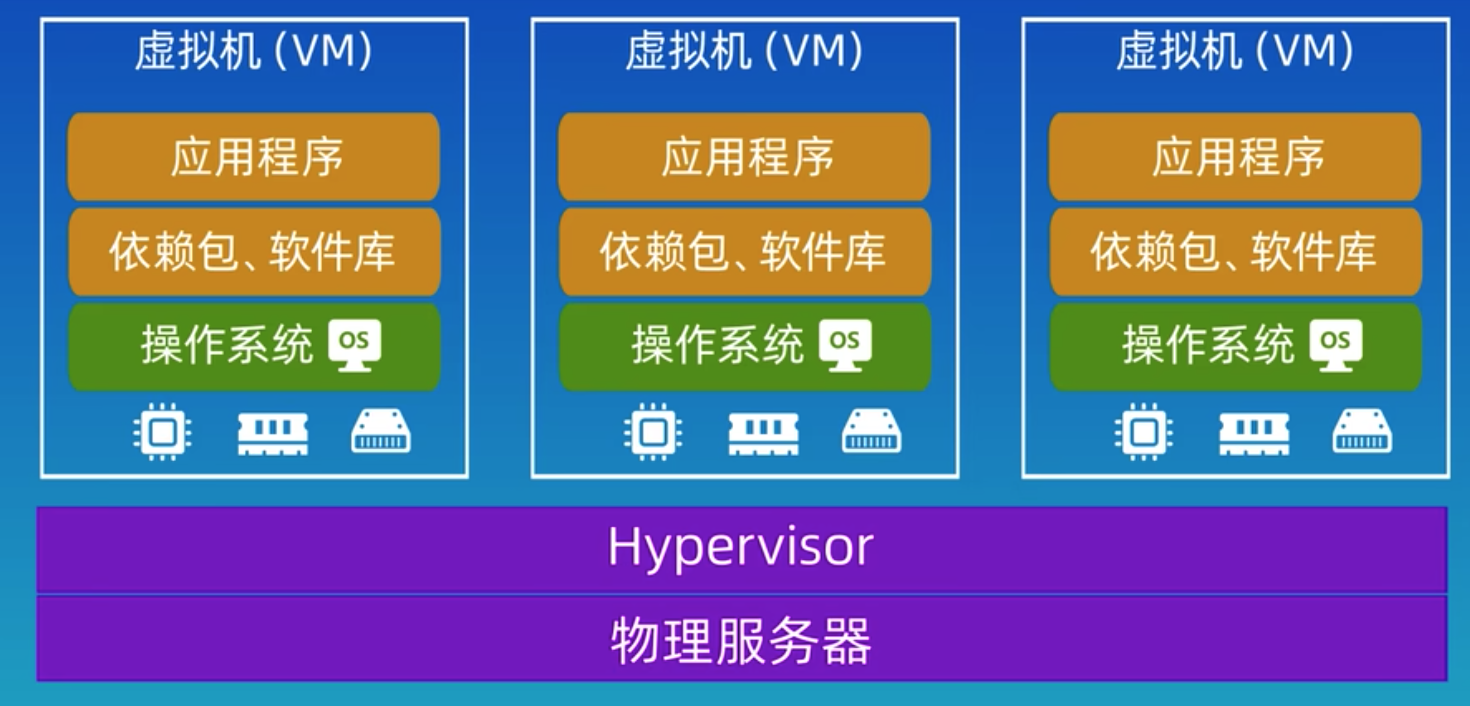 虚拟机 (VM)
应用程序
依赖包、软件库
操作系统 OS
虚拟机 (VM)
应用程序
依赖包、软件库
操作系统 OS
虚拟机 (VM)
应用程序
依赖包、软件库
操作系统 OS
Hypervisor
物理服务器